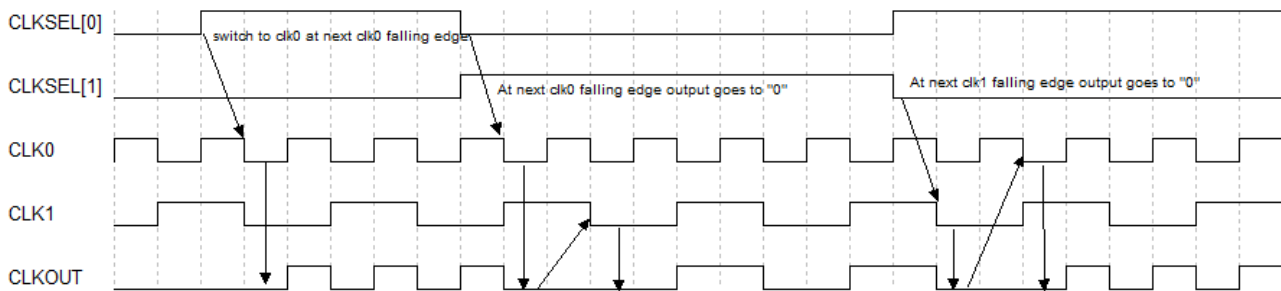 CLKSEL[0]
switch to clk0 at next clk0 falling edge
CLKSEL[1]
At next clk0 falling edge output goes to "0"
At next clk1 falling edge output goes to "0"
CLK0
CLK1
CLKOUT